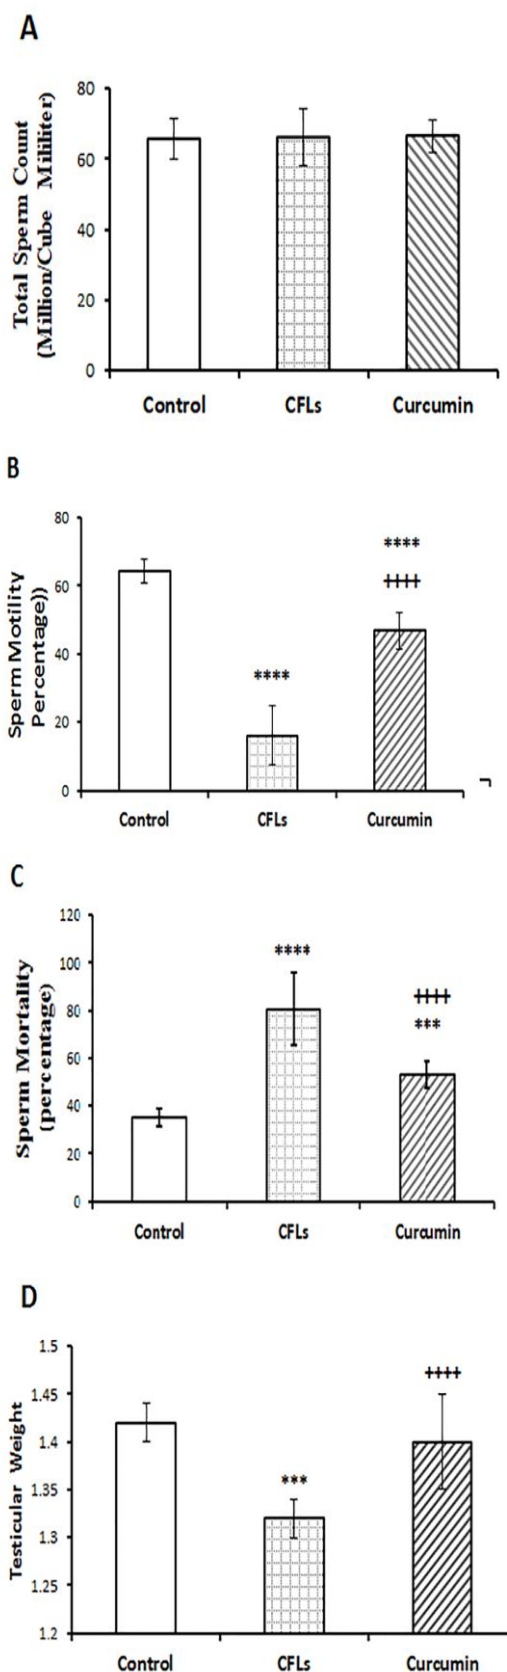 A
Total Sperm Count
(Million/Cube Mililiter)
80
60
40
20
0
Control CFLs Curcumin
B
Sperm Motility
Percentage))
80
60
40
20
0
****
****
++++
Control CFLs Curcumin
C
Sperm Mortality
(percentage)
120
100
80
60
40
20
0
****
++++
***
Control CFLs Curcumin
D
Testicular Weight
1.5
1.45
1.4
1.35
1.3
1.25
1.2
***
++++
Control CFLs Curcumin